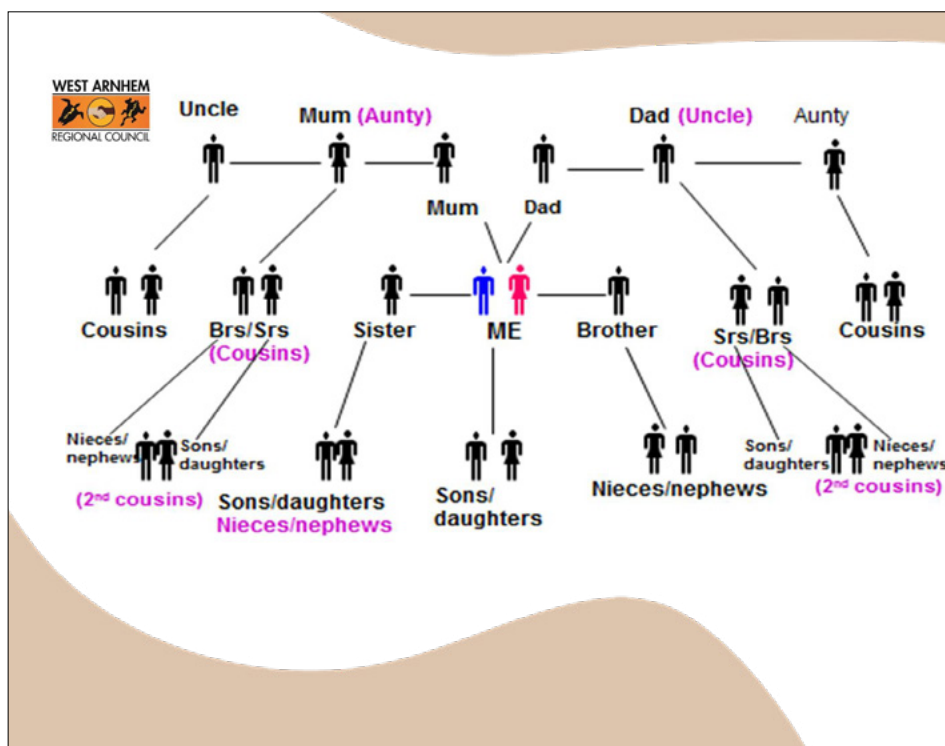 WEST ARNHEM
REGIONAL COUNCIL
Uncle
Mum (Aunty)
Dad (Uncle)
Aunty
Mum
Dad
Cousins
Brs/Srs
(Cousins)
Sister
ME
Brother
Srs/Brs
(Cousins)
Cousins
Nieces/
nephews
(2nd cousins)
Sons/
daughters
Sons/daughters
Nieces/nephews
Sons/
daughters
Nieces/nephews
Sons/
daughters
Nieces/
nephews
(2nd cousins)